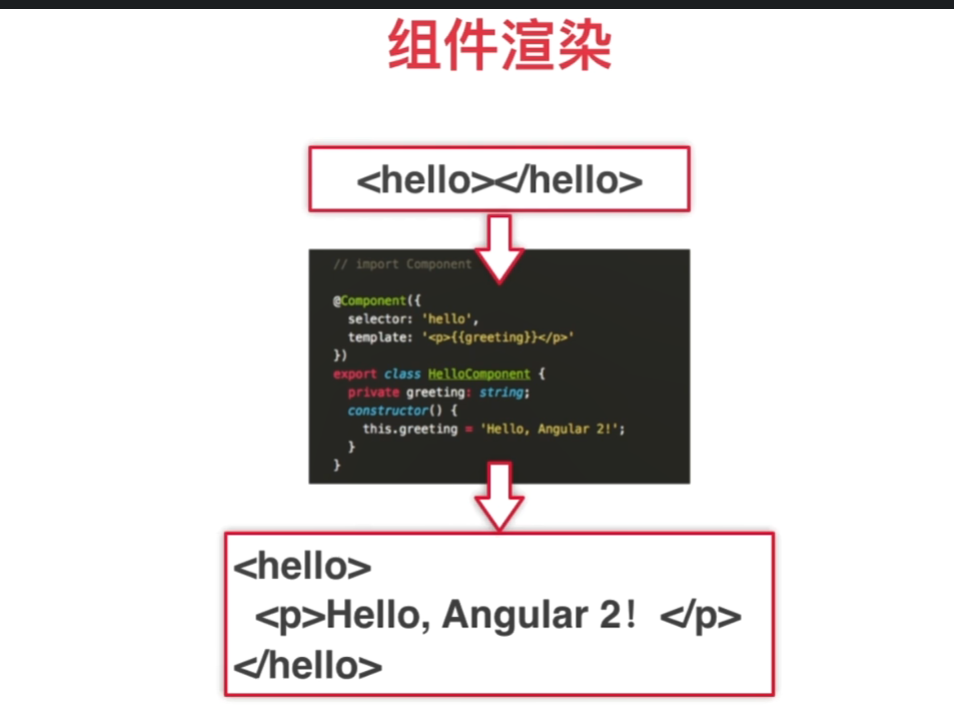 组件渲染
<hello></hello>
// import Component
@Component({
selector: 'hello',
template: '<p>{{greeting}}</p>'
})
export class HelloComponent {
private greeting: string;
constructor() {
this.greeting = 'Hello, Angular 2!';
}
}
<hello>
<p>Hello, Angular 2！</p>
</hello>